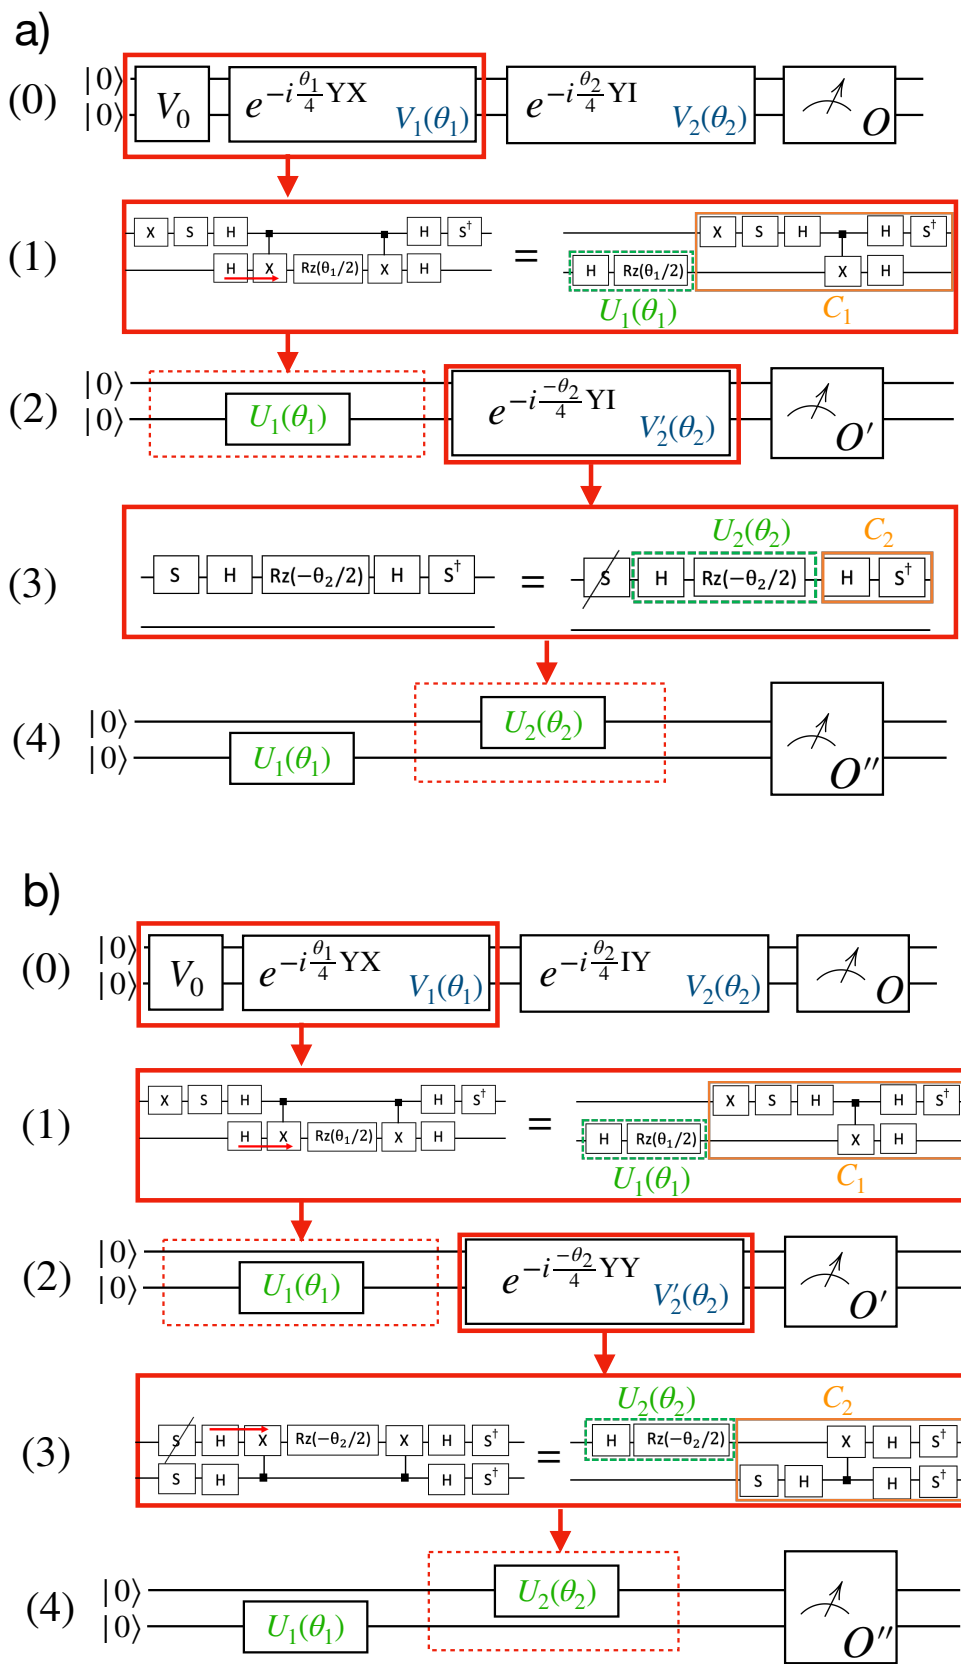 a)
(0) |0⟩ |0⟩ V₀ e^{−i θ₁/4 YX} V₁(θ₁) e^{−i θ₂/4 YI} V₂(θ₂) O
(1) X S H H X Rz(θ₁/2) X H H S† = H Rz(θ₁/2) X S H X H H S†
U₁(θ₁) C₁
(2) |0⟩ |0⟩ U₁(θ₁) e^{−i −θ₂/4 YI} V′₂(θ₂) O′
U₂(θ₂) C₂
(3) S H Rz(−θ₂/2) H S† = S H Rz(−θ₂/2) H S†
(4) |0⟩ |0⟩ U₁(θ₁) U₂(θ₂) O″
b)
(0) |0⟩ |0⟩ V₀ e^{−i θ₁/4 YX} V₁(θ₁) e^{−i θ₂/4 IY} V₂(θ₂) O
(1) X S H H X Rz(θ₁/2) X H H S† = H Rz(θ₁/2) X S H X H H S†
U₁(θ₁) C₁
(2) |0⟩ |0⟩ U₁(θ₁) e^{−i −θ₂/4 YY} V′₂(θ₂) O′
U₂(θ₂) C₂
(3) S H X Rz(−θ₂/2) X H S† = H Rz(−θ₂/2) X H S†
S H H S† S H H S†
(4) |0⟩ |0⟩ U₁(θ₁) U₂(θ₂) O″